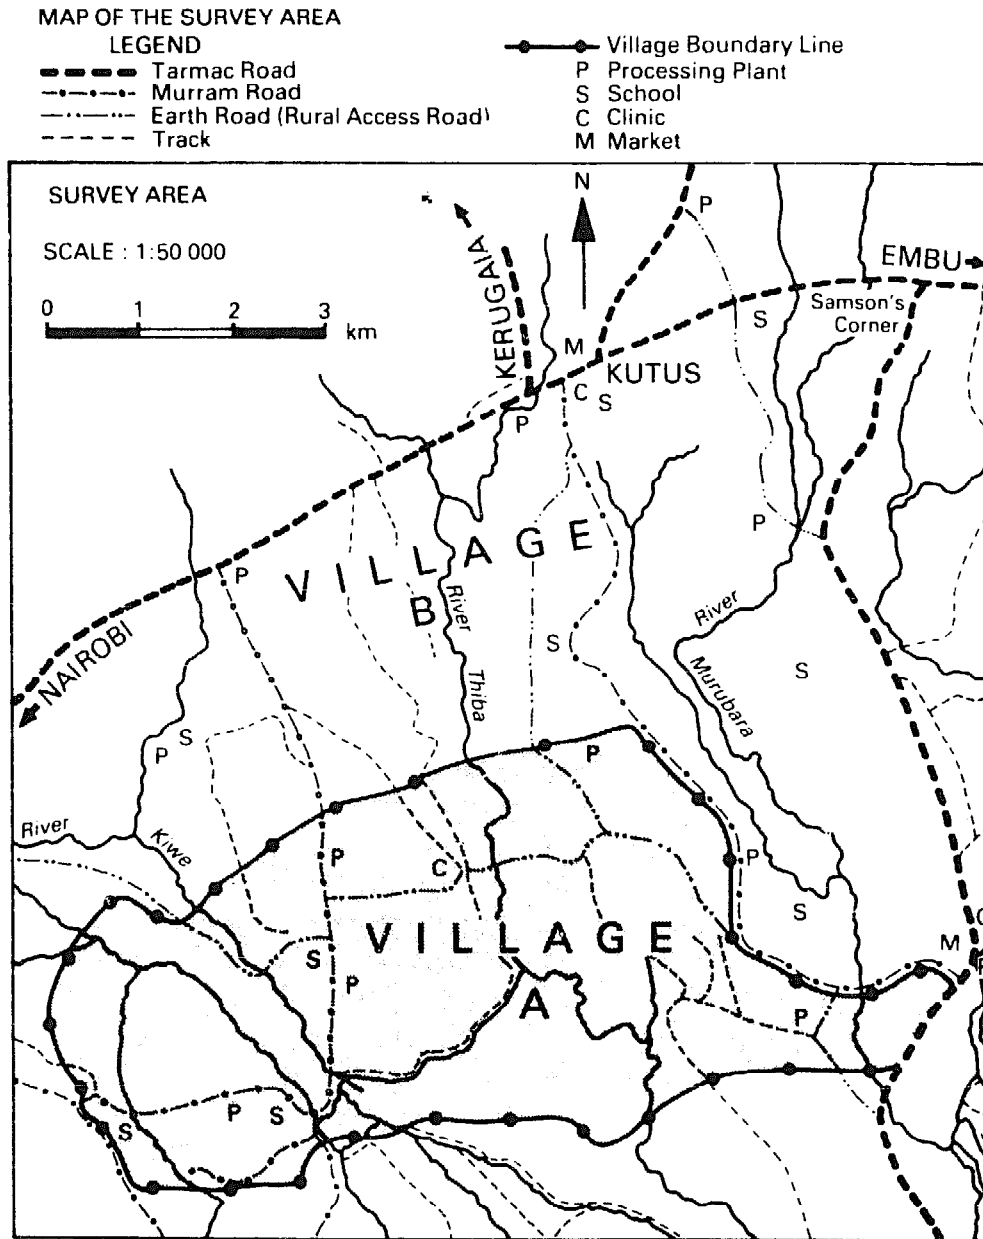 MAP OF THE SURVEY AREA
LEGEND
Tarmac Road
Murram Road
Earth Road (Rural Access Road)
Track
Village Boundary Line
P Processing Plant
S School
C Clinic
M Market
SURVEY AREA
SCALE : 1:50 000
0 1 2 3 km
N
KERUGAIA
P
EMBU
Samson's
Corner
S
M
KUTUS
C S
P
P
VILLAGE
B
P
NAIROBI
River
Thiba
S
River
Murubara
S
P S
P
River
Kiwe
P
C
P
S
VILLAGE
A
S
P
M
P
P
S
S